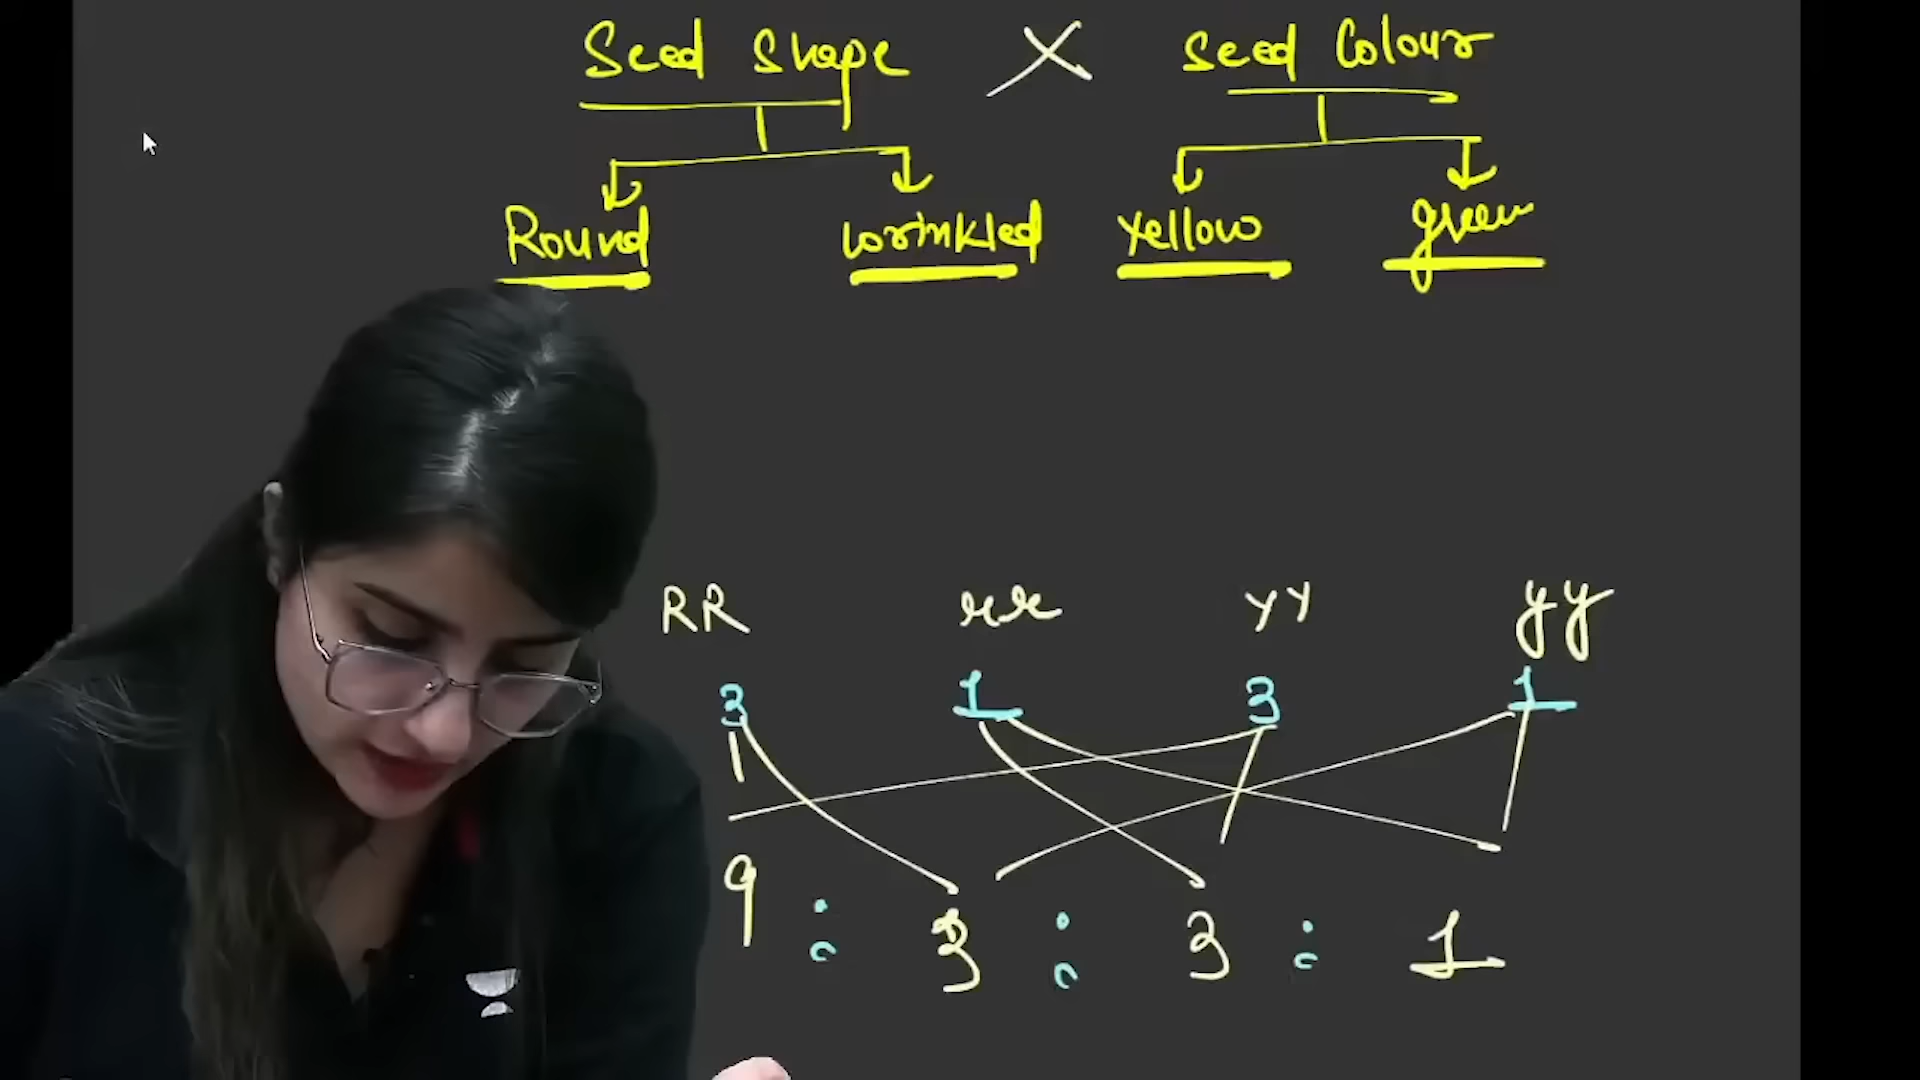 Seed Shape X Seed Colour
Round wrinkled Yellow green
RR rr YY yy
3 1 3 1
9 : 3 : 3 : 1